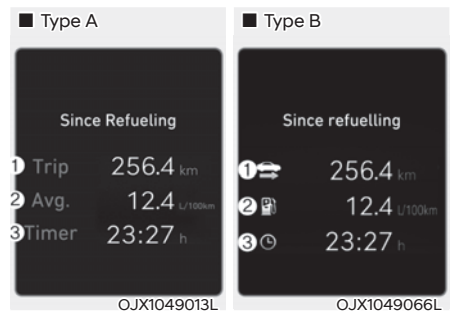 ■ Type A
Since Refueling
1 Trip 256.4 km
2 Avg. 12.4 L/100km
3 Timer 23:27 h
OJX1049013L
■ Type B
Since refuelling
1 256.4 km
2 12.4 L/100km
3 23:27 h
OJX1049066L